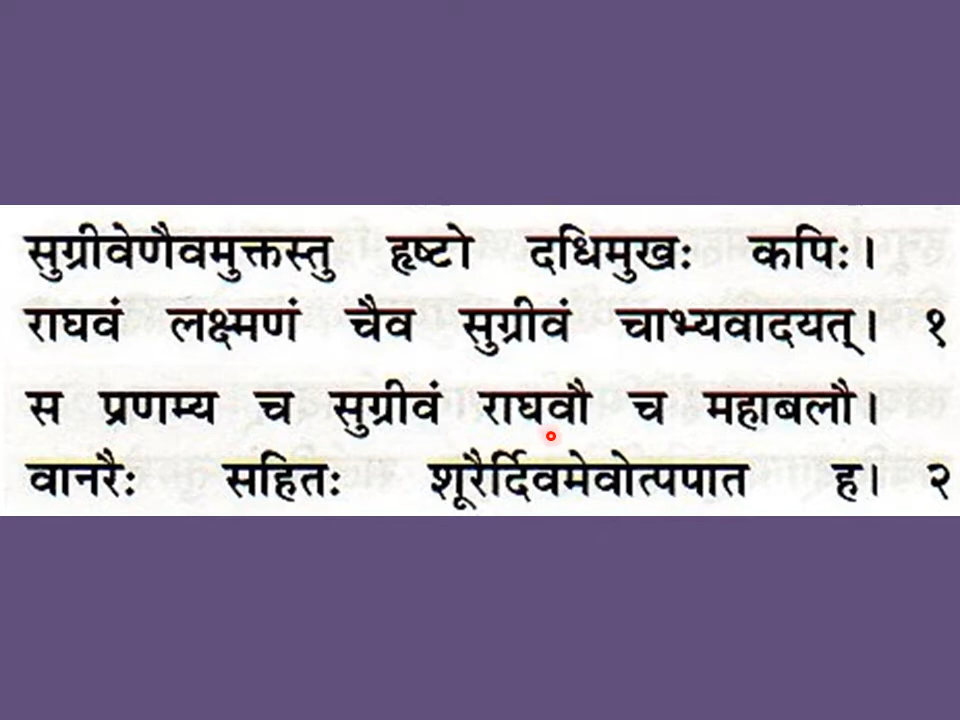 सुग्रीवेणैवमुक्तस्तु हृष्टो दधिमुखः कपिः।
राघवं लक्ष्मणं चैव सुग्रीवं चाभ्यवादयत्। १
स प्रणम्य च सुग्रीवं राघवौ च महाबलौ।
वानरैः सहितः शूरैर्दिवमेवोत्पपात ह। २